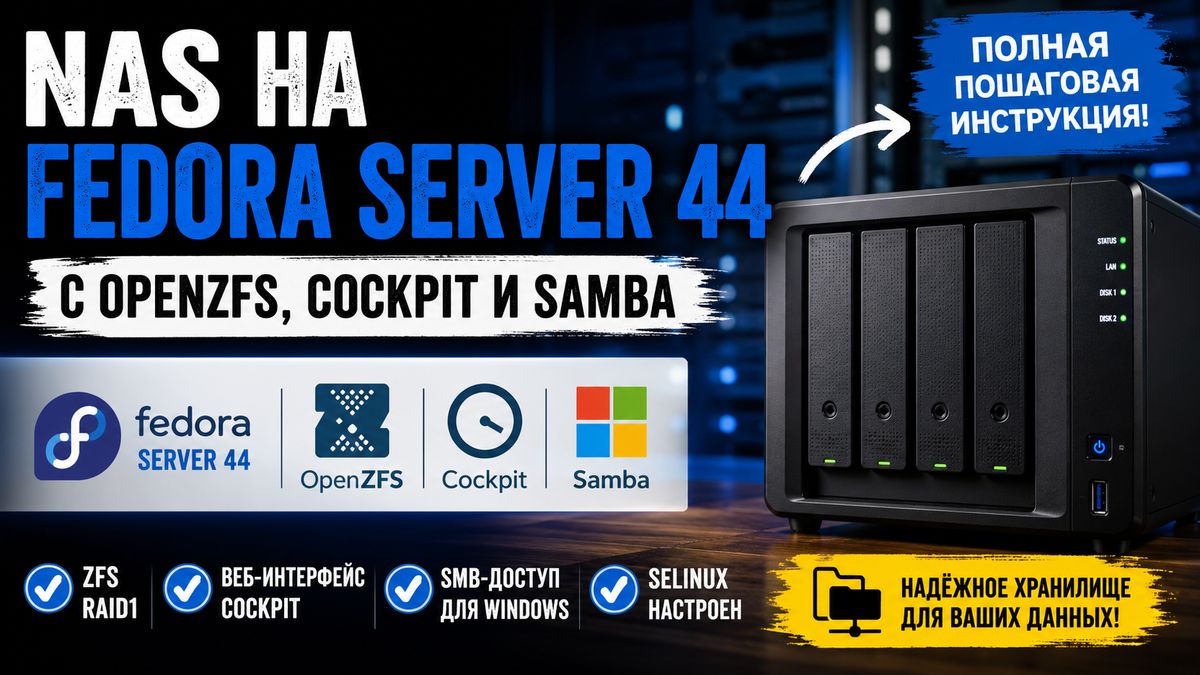 NAS НА
FEDORA SERVER 44
С OPENZFS, COCKPIT И SAMBA
ПОЛНАЯ
ПОШАГОВАЯ
ИНСТРУКЦИЯ!
STATUS
LAN
DISK 1
DISK 2
fedora
SERVER 44
OpenZFS
Cockpit
Samba
ZFS
RAID1
ВЕБ-ИНТЕРФЕЙС
COCKPIT
SMB-ДОСТУП
ДЛЯ WINDOWS
SELINUX
НАСТРОЕН
НАДЁЖНОЕ ХРАНИЛИЩЕ
ДЛЯ ВАШИХ ДАННЫХ!